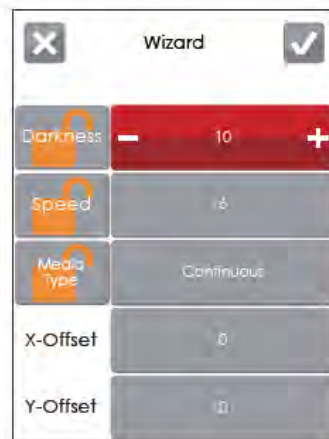 Wizard
Darkness
10
Speed
6
Media
Type
Continuous
X-Offset
0
Y-Offset
0